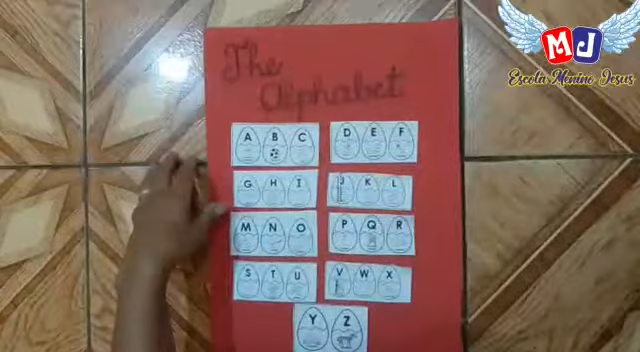 The
Alphabet
A B C D E F
G H I J K L
M N O P Q R
S T U V W X
Y Z
MJ
Escola Menino Jesus